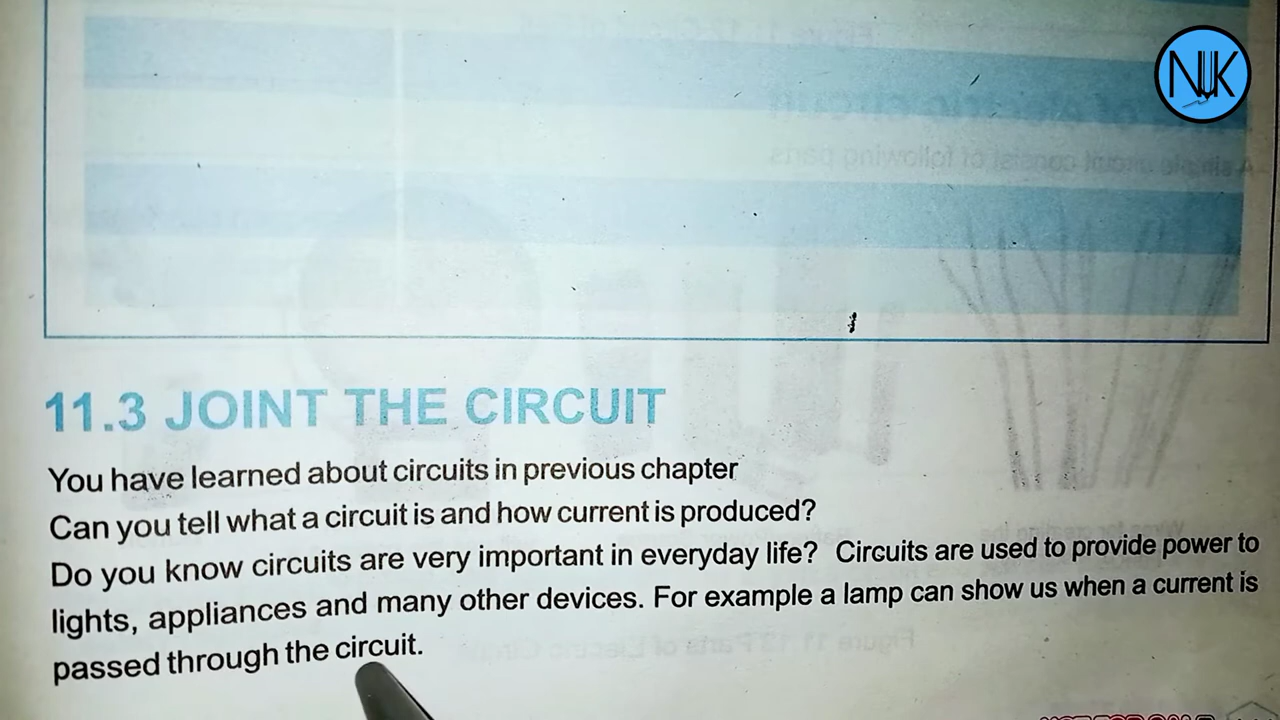 NUK
11.3 JOINT THE CIRCUIT
You have learned about circuits in previous chapter
Can you tell what a circuit is and how current is produced?
Do you know circuits are very important in everyday life? Circuits are used to provide power to
lights, appliances and many other devices. For example a lamp can show us when a current is
passed through the circuit.